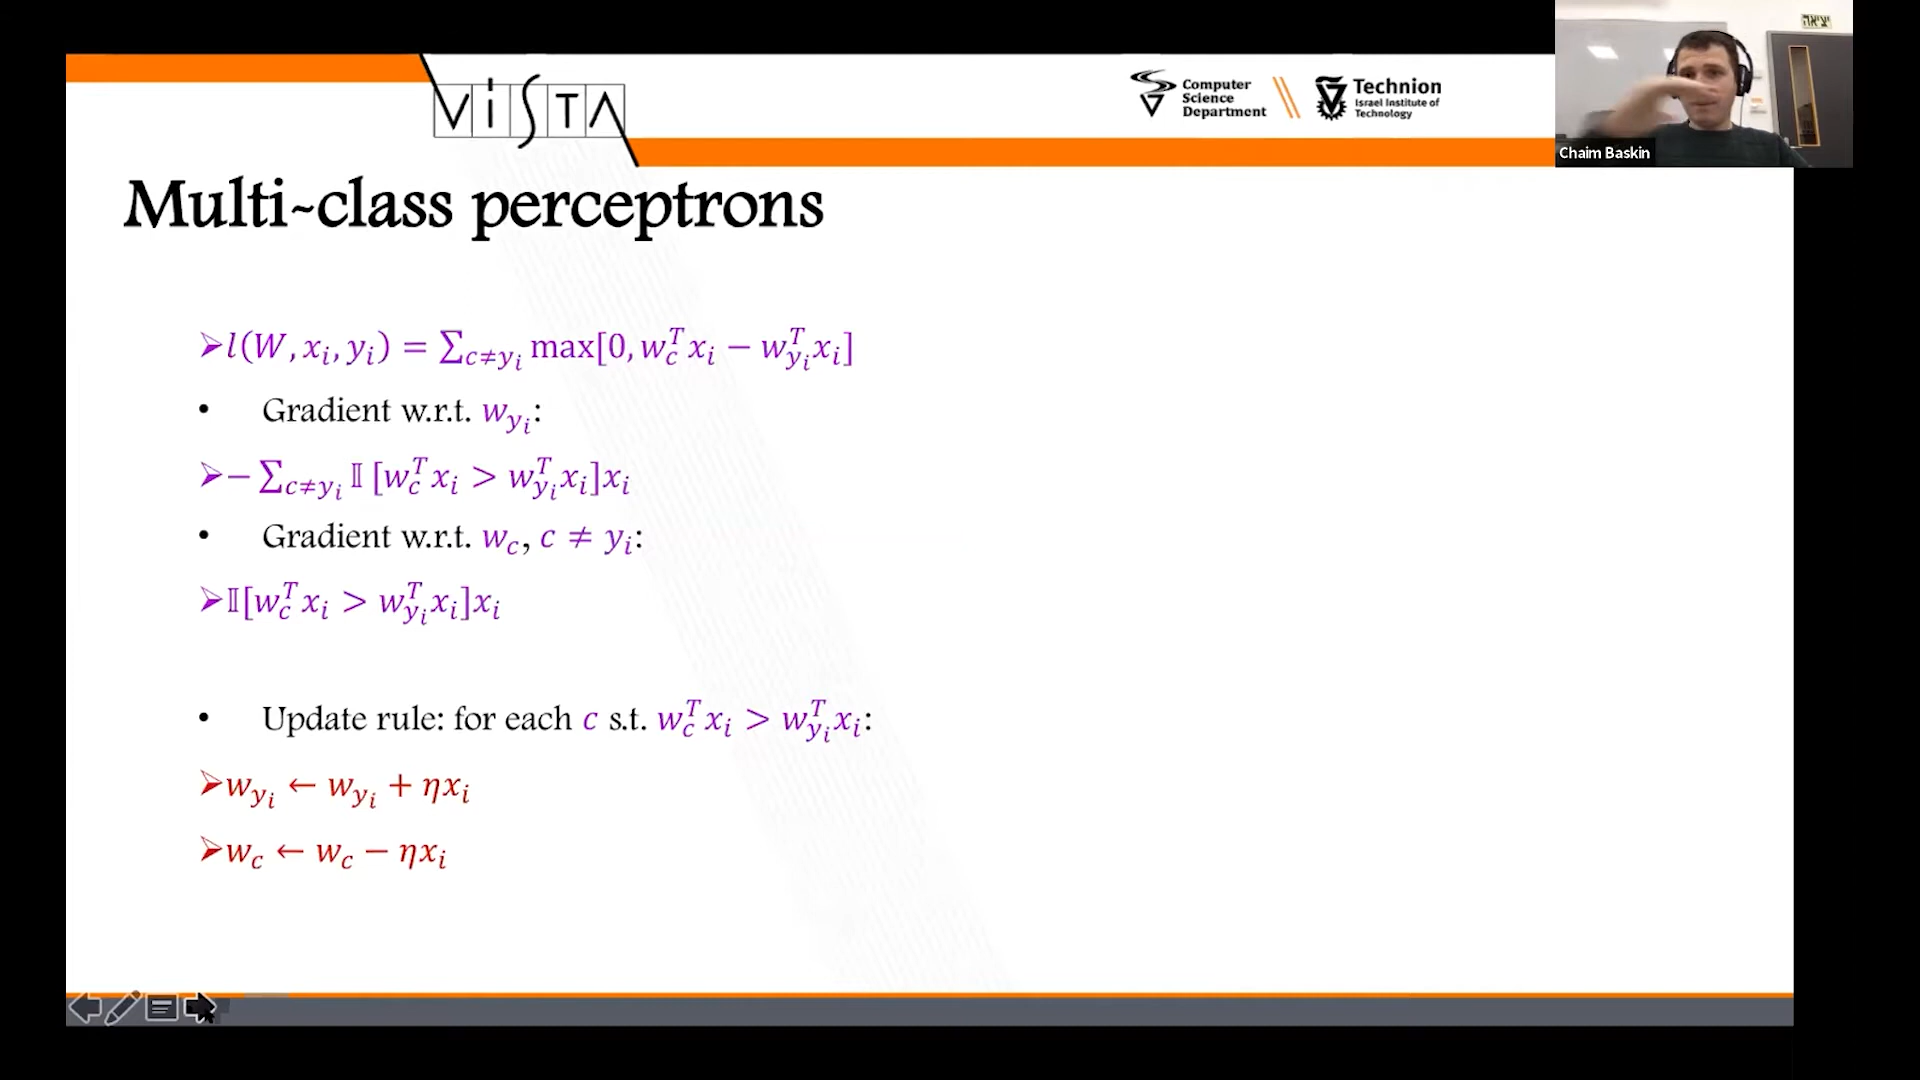 VISTA
Computer
Science
Department
Technion
Israel Institute of
Technology
יציאה
Chaim Baskin
Multi-class perceptrons
➢l(W, x_i, y_i) = ∑_{c≠y_i} max[0, w_c^T x_i − w_{y_i}^T x_i]
• Gradient w.r.t. w_{y_i}:
➢− ∑_{c≠y_i} 𝕀 [w_c^T x_i > w_{y_i}^T x_i]x_i
• Gradient w.r.t. w_c, c ≠ y_i:
➢𝕀[w_c^T x_i > w_{y_i}^T x_i]x_i
• Update rule: for each c s.t. w_c^T x_i > w_{y_i}^T x_i:
➢w_{y_i} ← w_{y_i} + ηx_i
➢w_c ← w_c − ηx_i